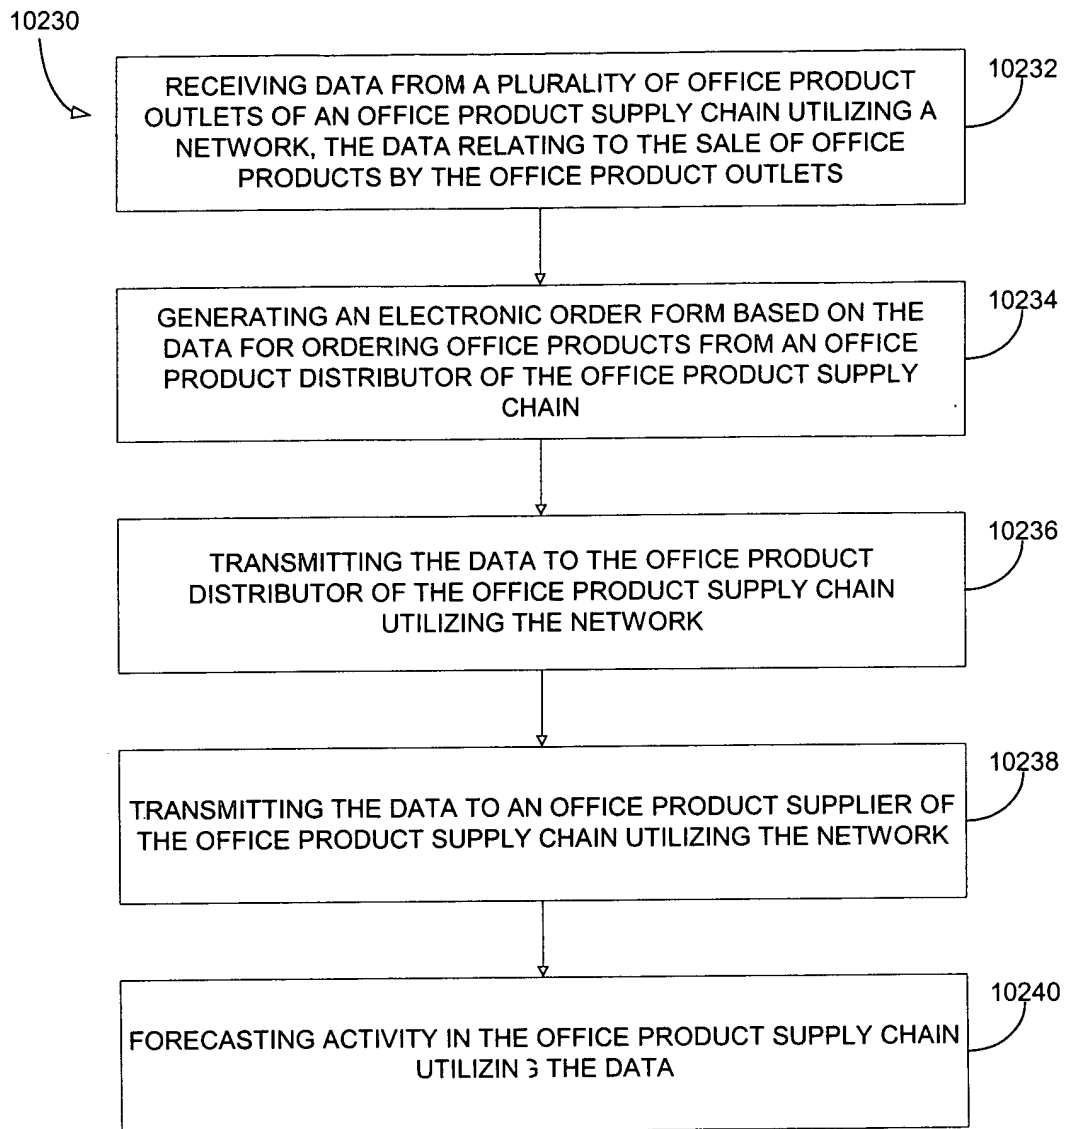 10230
RECEIVING DATA FROM A PLURALITY OF OFFICE PRODUCT
OUTLETS OF AN OFFICE PRODUCT SUPPLY CHAIN UTILIZING A
NETWORK, THE DATA RELATING TO THE SALE OF OFFICE
PRODUCTS BY THE OFFICE PRODUCT OUTLETS
10232
GENERATING AN ELECTRONIC ORDER FORM BASED ON THE
DATA FOR ORDERING OFFICE PRODUCTS FROM AN OFFICE
PRODUCT DISTRIBUTOR OF THE OFFICE PRODUCT SUPPLY
CHAIN
10234
TRANSMITTING THE DATA TO THE OFFICE PRODUCT
DISTRIBUTOR OF THE OFFICE PRODUCT SUPPLY CHAIN
UTILIZING THE NETWORK
10236
TRANSMITTING THE DATA TO AN OFFICE PRODUCT SUPPLIER OF
THE OFFICE PRODUCT SUPPLY CHAIN UTILIZING THE NETWORK
10238
FORECASTING ACTIVITY IN THE OFFICE PRODUCT SUPPLY CHAIN
UTILIZING THE DATA
10240